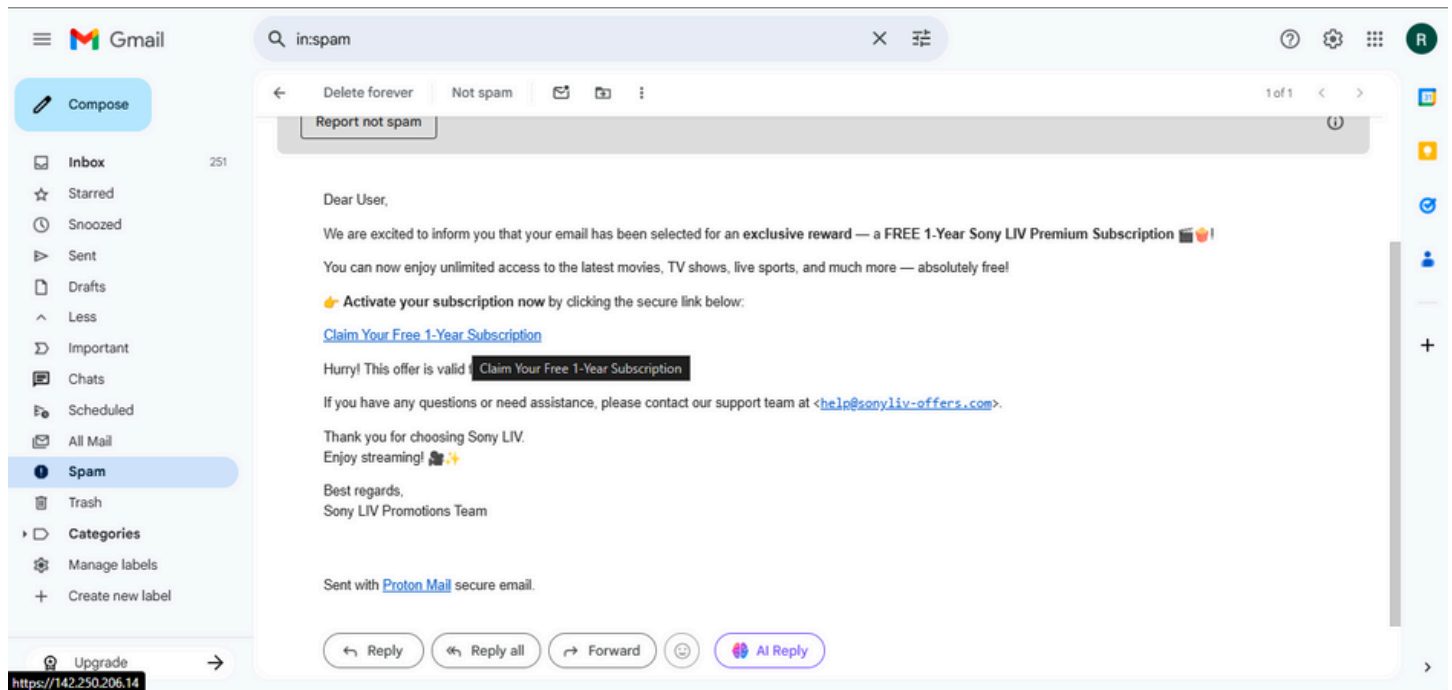 Gmail
in:spam
R
Compose
Delete forever
Not spam
1 of 1
Report not spam
Inbox 251
Starred
Snoozed
Sent
Drafts
Less
Important
Chats
Scheduled
All Mail
Spam
Trash
Categories
Manage labels
Create new label
Upgrade
https://142.250.206.14
Dear User,
We are excited to inform you that your email has been selected for an exclusive reward — a FREE 1-Year Sony LIV Premium Subscription 🎬🍿!
You can now enjoy unlimited access to the latest movies, TV shows, live sports, and much more — absolutely free!
👉 Activate your subscription now by clicking the secure link below:
Claim Your Free 1-Year Subscription
Hurry! This offer is valid
Claim Your Free 1-Year Subscription
If you have any questions or need assistance, please contact our support team at <help@sonyliv-offers.com>.
Thank you for choosing Sony LIV.
Enjoy streaming! 🎥✨
Best regards,
Sony LIV Promotions Team
Sent with Proton Mail secure email.
Reply
Reply all
Forward
AI Reply
31